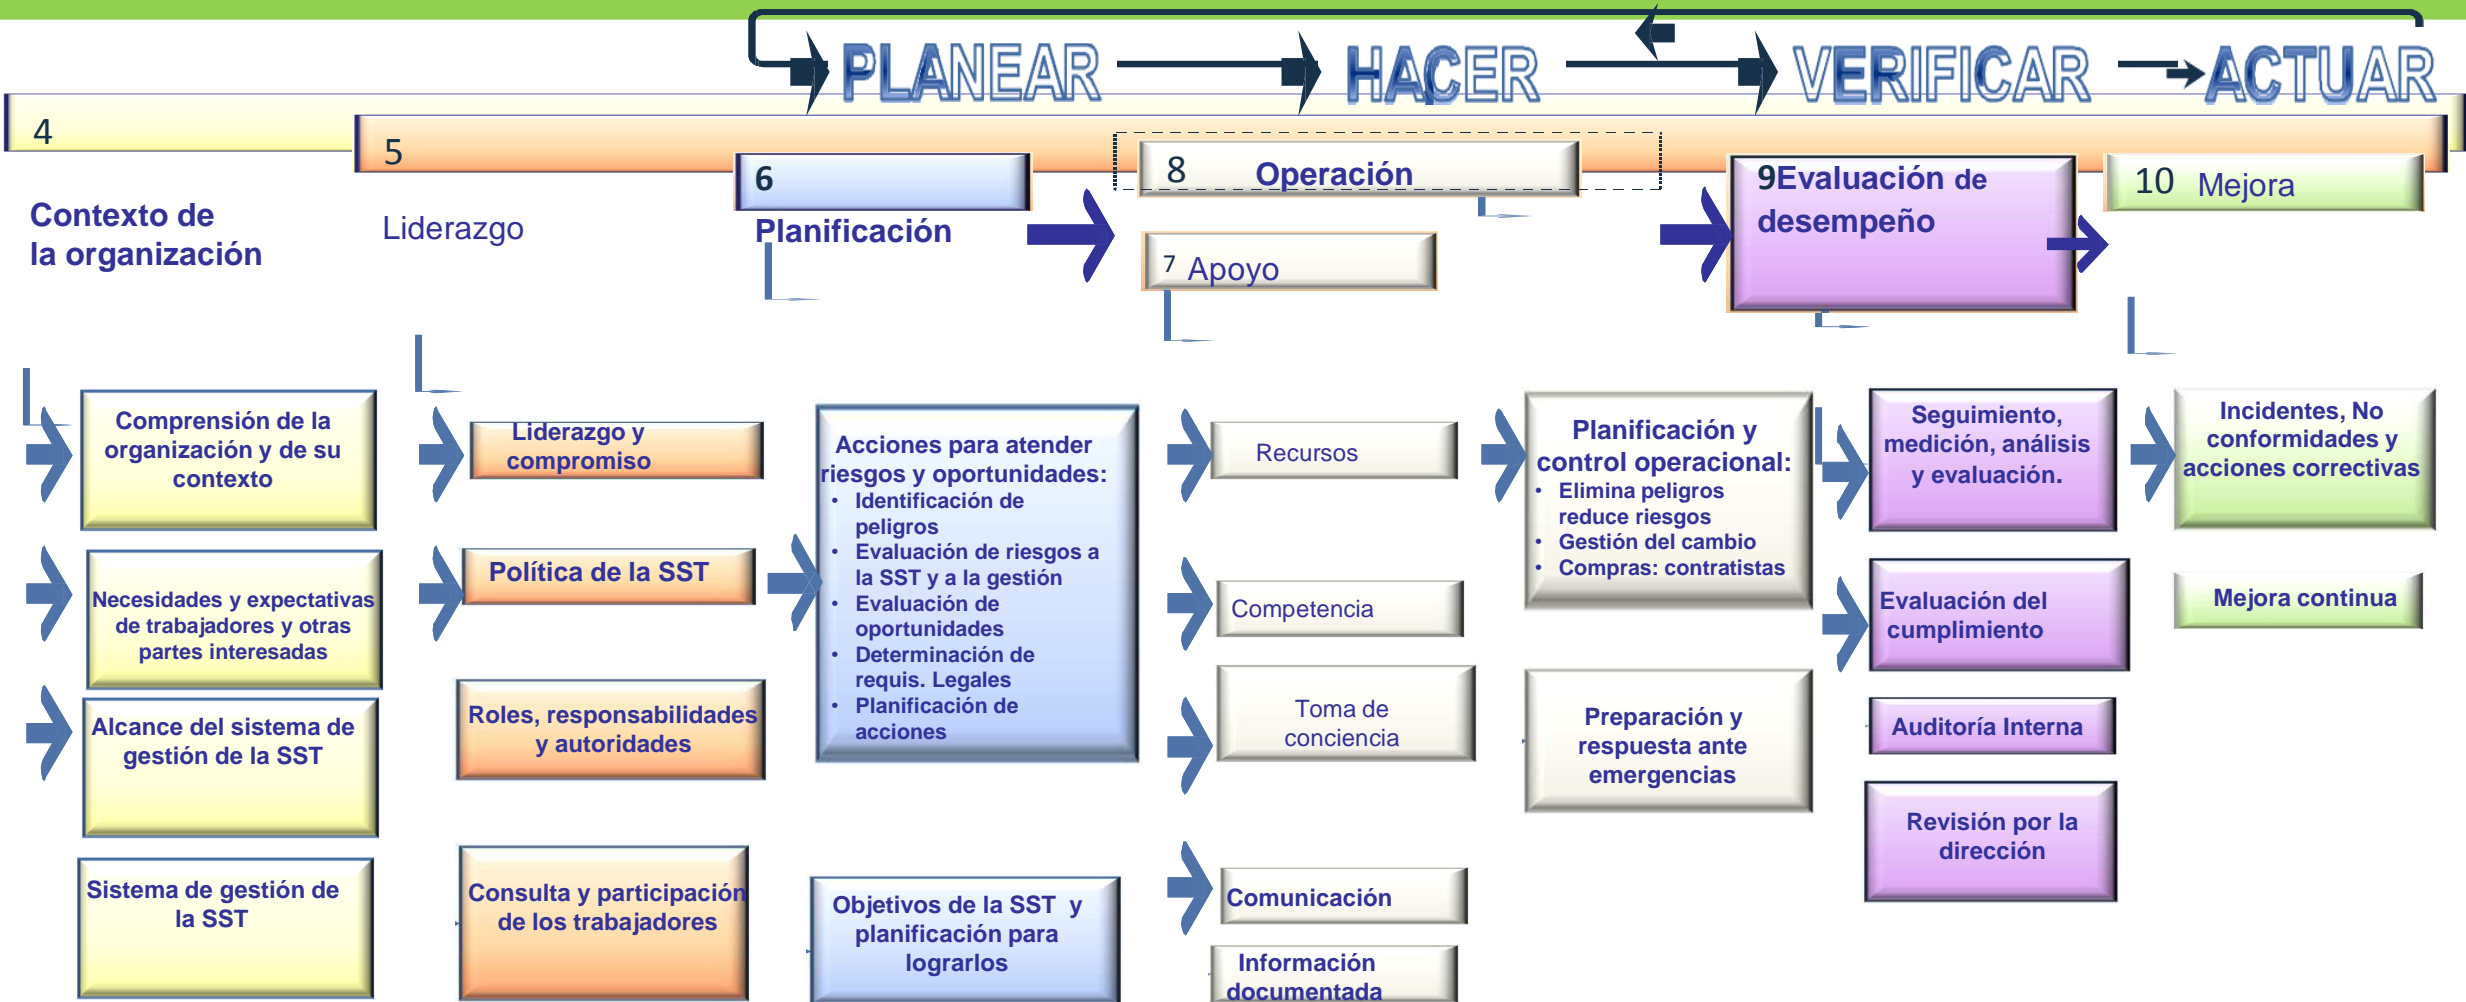 PLANEAR HACER VERIFICAR ACTUAR
4
Contexto de
la organización
5
Liderazgo
6
Planificación
8 Operación
7 Apoyo
9Evaluación de
desempeño
10 Mejora
Comprensión de la
organización y de su
contexto
Necesidades y expectativas
de trabajadores y otras
partes interesadas
Alcance del sistema de
gestión de la SST
Sistema de gestión de
la SST
Liderazgo y
compromiso
Política de la SST
Roles, responsabilidades
y autoridades
Consulta y participación
de los trabajadores
Acciones para atender
riesgos y oportunidades:
• Identificación de
peligros
• Evaluación de riesgos a
la SST y a la gestión
• Evaluación de
oportunidades
• Determinación de
requis. Legales
• Planificación de
acciones
Objetivos de la SST y
planificación para
lograrlos
Recursos
Competencia
Toma de
conciencia
Comunicación
Información
documentada
Planificación y
control operacional:
• Elimina peligros
reduce riesgos
• Gestión del cambio
• Compras: contratistas
Preparación y
respuesta ante
emergencias
Seguimiento,
medición, análisis
y evaluación.
Evaluación del
cumplimiento
Auditoría Interna
Revisión por la
dirección
Incidentes, No
conformidades y
acciones correctivas
Mejora continua